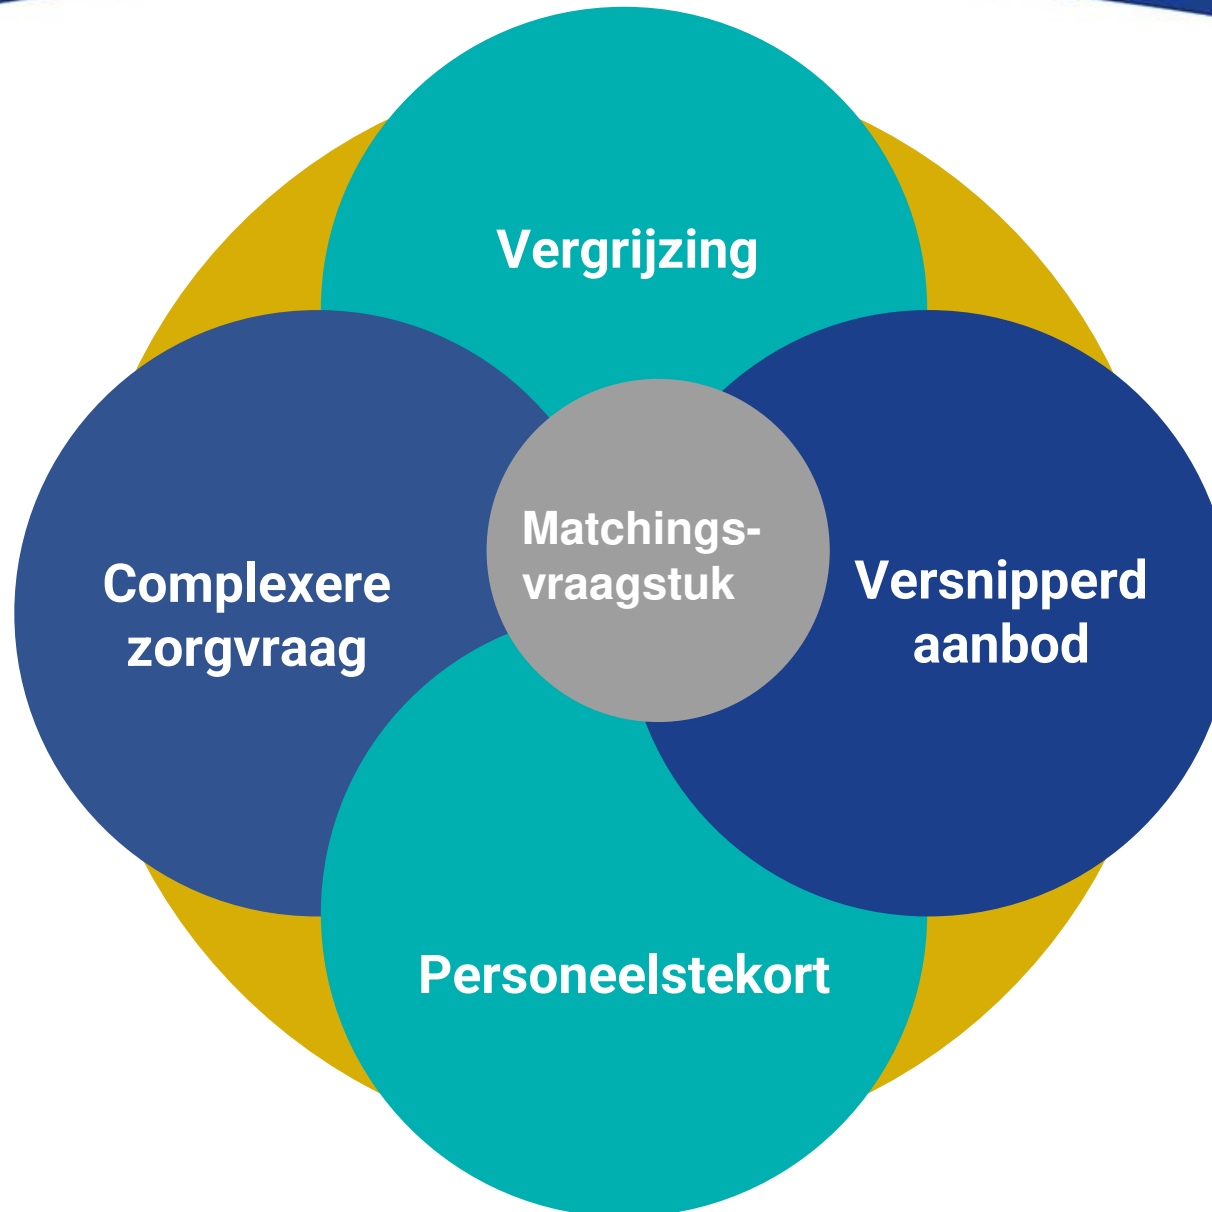 Vergrijzing
Complexere
zorgvraag
Matchings-
vraagstuk
Versnipperd
aanbod
Personeelstekort